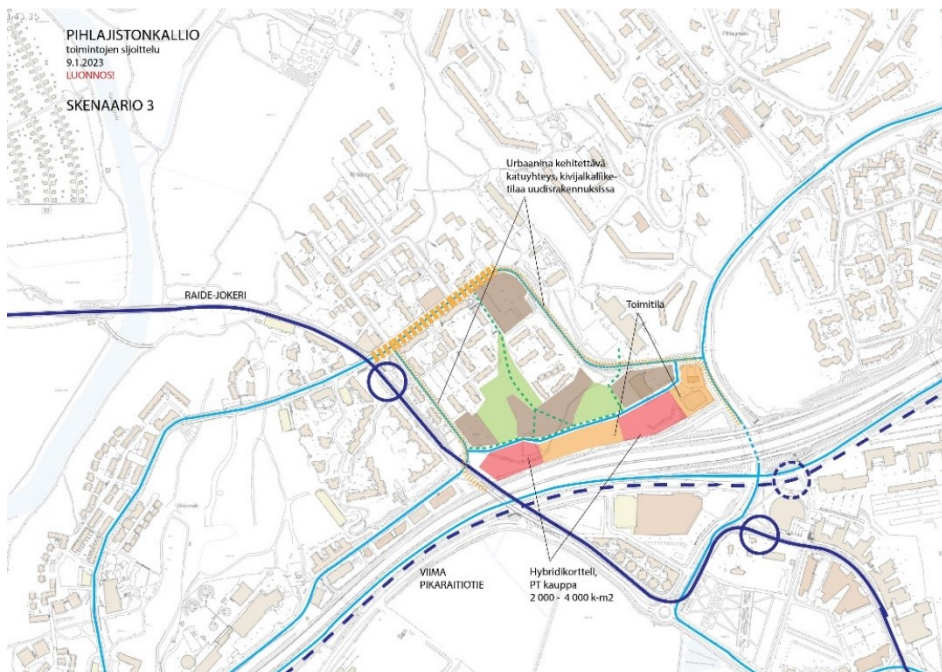 PIHLAJISTONKALLIO
toimintojen sijoittelu
9.1.2023
LUONNOS!
SKENAARIO 3
Urbaanina kehitettävä
katuyhteys, kivijalkaliike-
tilaa uudisrakennuksissa
RAIDE-JOKERI
Toimitila
VIIMA
PIKARAITIOTIE
Hybridikortteli,
PT kauppa
2 000 - 4 000 k-m2